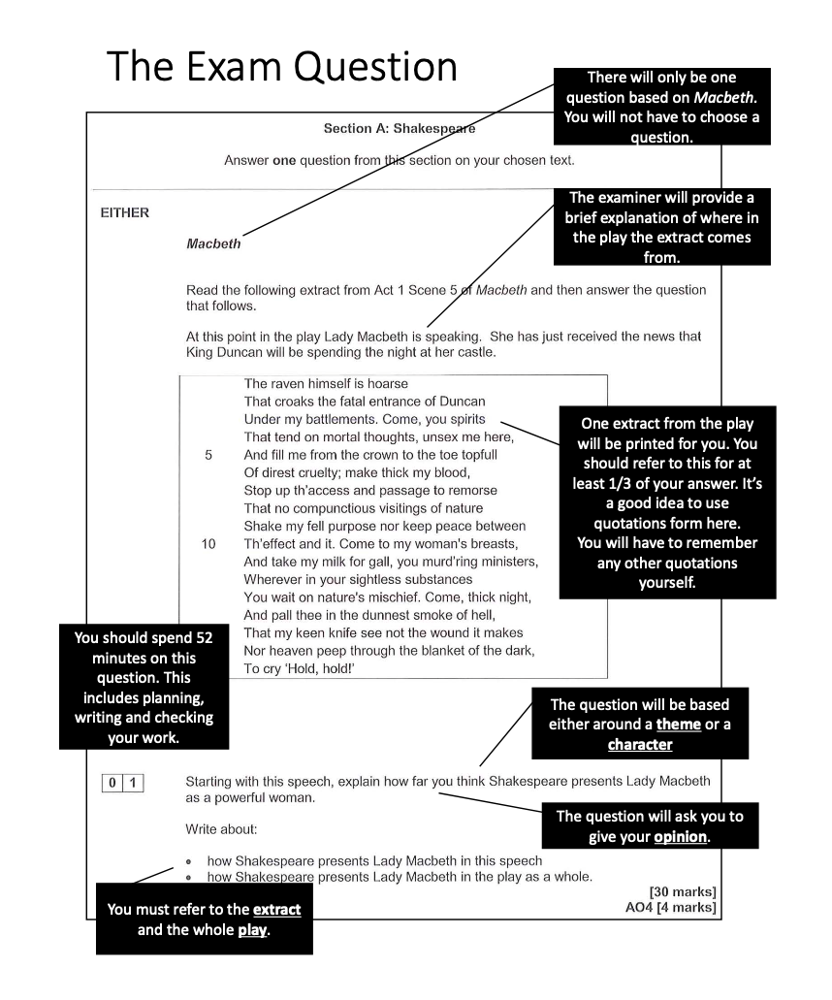 The Exam Question
There will only be one
question based on Macbeth.
You will not have to choose a
question.
Section A: Shakespeare
Answer one question from this section on your chosen text.
The examiner will provide a
brief explanation of where in
the play the extract comes
from.
EITHER
Macbeth
Read the following extract from Act 1 Scene 5 of Macbeth and then answer the question
that follows.
At this point in the play Lady Macbeth is speaking. She has just received the news that
King Duncan will be spending the night at her castle.
The raven himself is hoarse
That croaks the fatal entrance of Duncan
Under my battlements. Come, you spirits
That tend on mortal thoughts, unsex me here,
5 And fill me from the crown to the toe topfull
Of direst cruelty; make thick my blood,
Stop up th'access and passage to remorse
That no compunctious visitings of nature
Shake my fell purpose nor keep peace between
10 Th'effect and it. Come to my woman's breasts,
And take my milk for gall, you murd'ring ministers,
Wherever in your sightless substances
You wait on nature's mischief. Come, thick night,
And pall thee in the dunnest smoke of hell,
That my keen knife see not the wound it makes
Nor heaven peep through the blanket of the dark,
To cry 'Hold, hold!'
One extract from the play
will be printed for you. You
should refer to this for at
least 1/3 of your answer. It's
a good idea to use
quotations form here.
You will have to remember
any other quotations
yourself.
You should spend 52
minutes on this
question. This
includes planning,
writing and checking
your work.
The question will be based
either around a theme or a
character
0 1 Starting with this speech, explain how far you think Shakespeare presents Lady Macbeth
as a powerful woman.
The question will ask you to
give your opinion.
Write about:
• how Shakespeare presents Lady Macbeth in this speech
• how Shakespeare presents Lady Macbeth in the play as a whole.
[30 marks]
AO4 [4 marks]
You must refer to the extract
and the whole play.